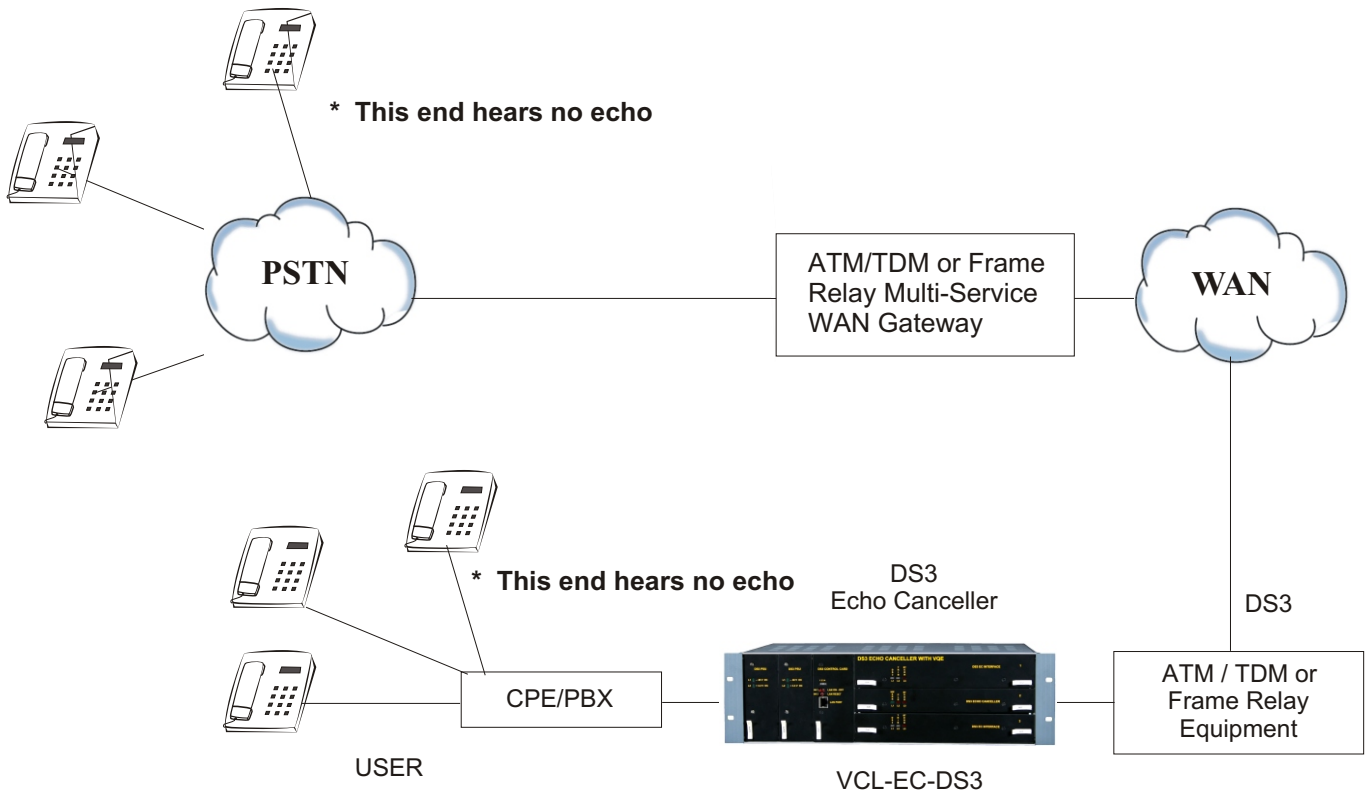 * This end hears no echo
PSTN
ATM/TDM or Frame
Relay Multi-Service
WAN Gateway
WAN
* This end hears no echo
DS3
Echo Canceller
DS3
DS3 ECHO CANCELLER WITH VQE
CPE/PBX
ATM / TDM or
Frame Relay
Equipment
USER
VCL-EC-DS3